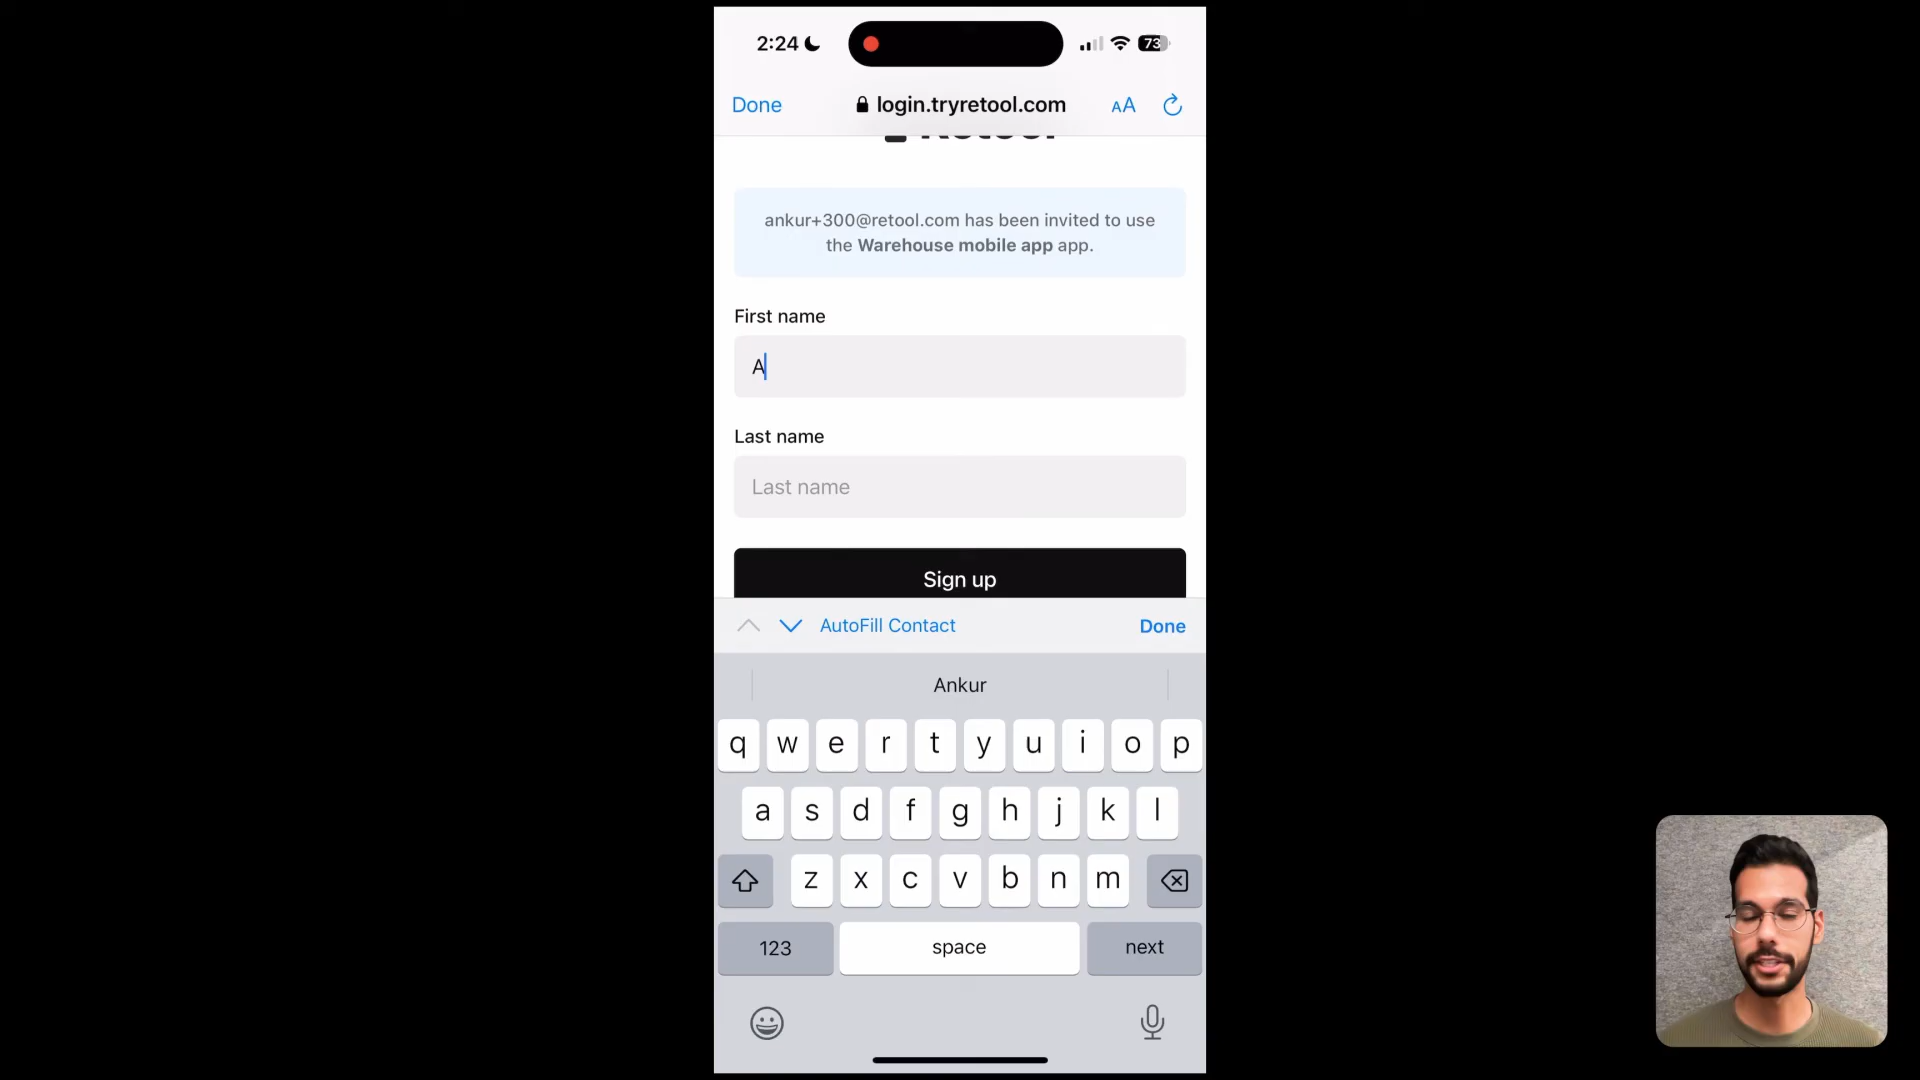 2:24
73
Done
login.tryretool.com
AA
Retool
ankur+300@retool.com has been invited to use
the Warehouse mobile app app.
First name
A
Last name
Last name
Sign up
AutoFill Contact
Done
Ankur
q w e r t y u i o p
a s d f g h j k l
z x c v b n m
123
space
next